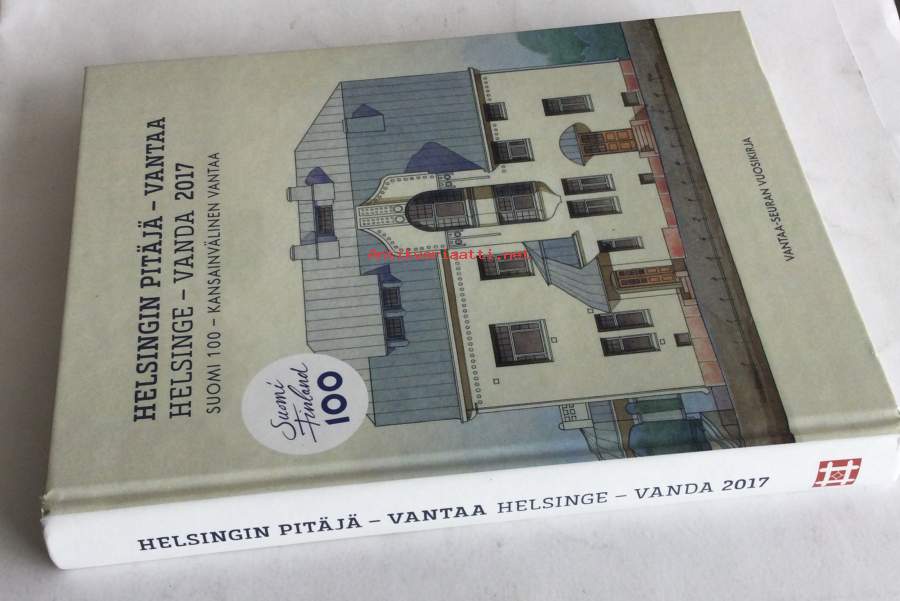 HELSINGIN PITÄJÄ – VANTAA
HELSINGE – VANDA 2017
SUOMI 100 – KANSAINVÄLINEN VANTAA
Suomi
Finland
100
VANTAA-SEURAN VUOSIKIRJA
Antikvariaatti.net
HELSINGIN PITÄJÄ – VANTAA HELSINGE – VANDA 2017